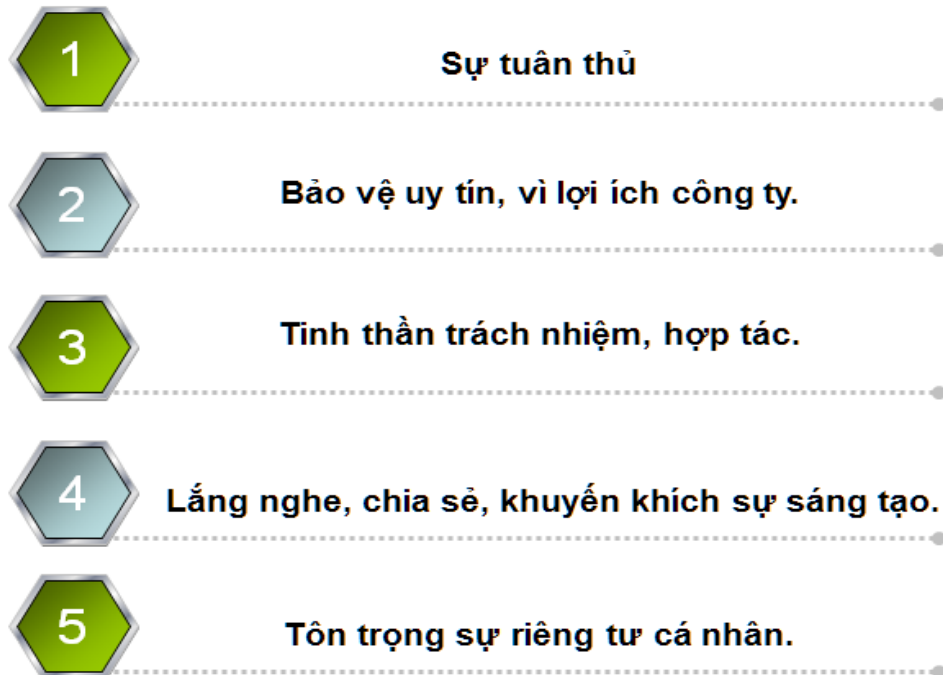 1 Sự tuân thủ
2 Bảo vệ uy tín, vì lợi ích công ty.
3 Tinh thần trách nhiệm, hợp tác.
4 Lắng nghe, chia sẻ, khuyến khích sự sáng tạo.
5 Tôn trọng sự riêng tư cá nhân.